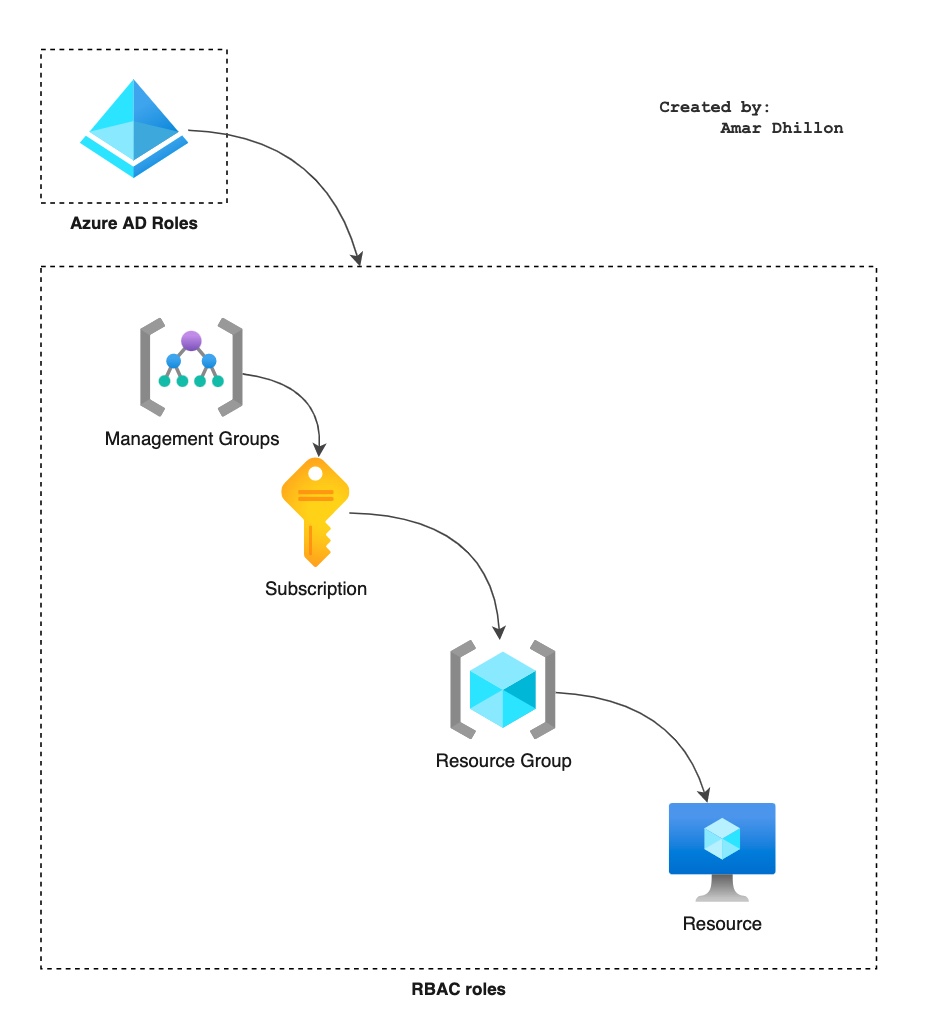 Created by:
Amar Dhillon
Azure AD Roles
Management Groups
Subscription
Resource Group
Resource
RBAC roles